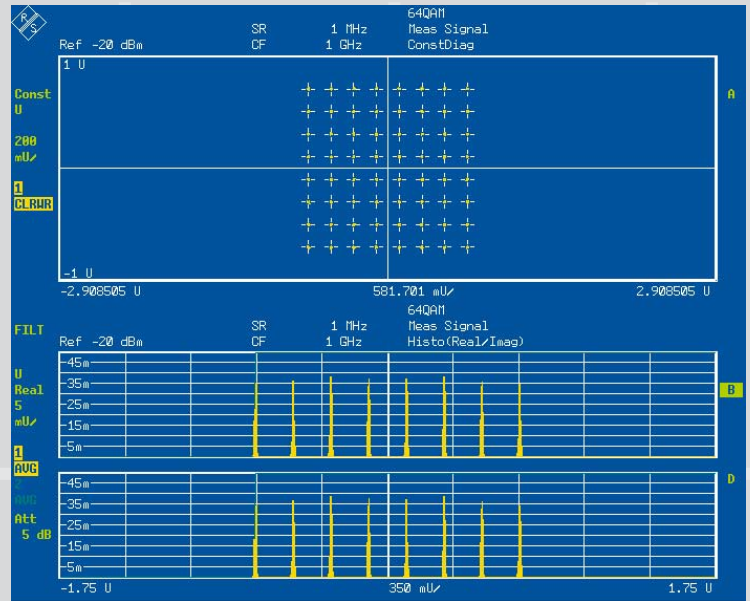 R
S
64QAM
SR 1 MHz Meas Signal
Ref -20 dBm CF 1 GHz ConstDiag
1 U
Const
U
200
mU/
1
CLRWR
A
-1 U
-2.908505 U 581.701 mU/ 2.908505 U
64QAM
FILT SR 1 MHz Meas Signal
Ref -20 dBm CF 1 GHz Histo(Real/Imag)
45m
35m
25m
15m
5m
U
Real
5
mU/
1
AVG
2
AVG
Att
5 dB
B
45m
35m
25m
15m
5m
D
-1.75 U 350 mU/ 1.75 U